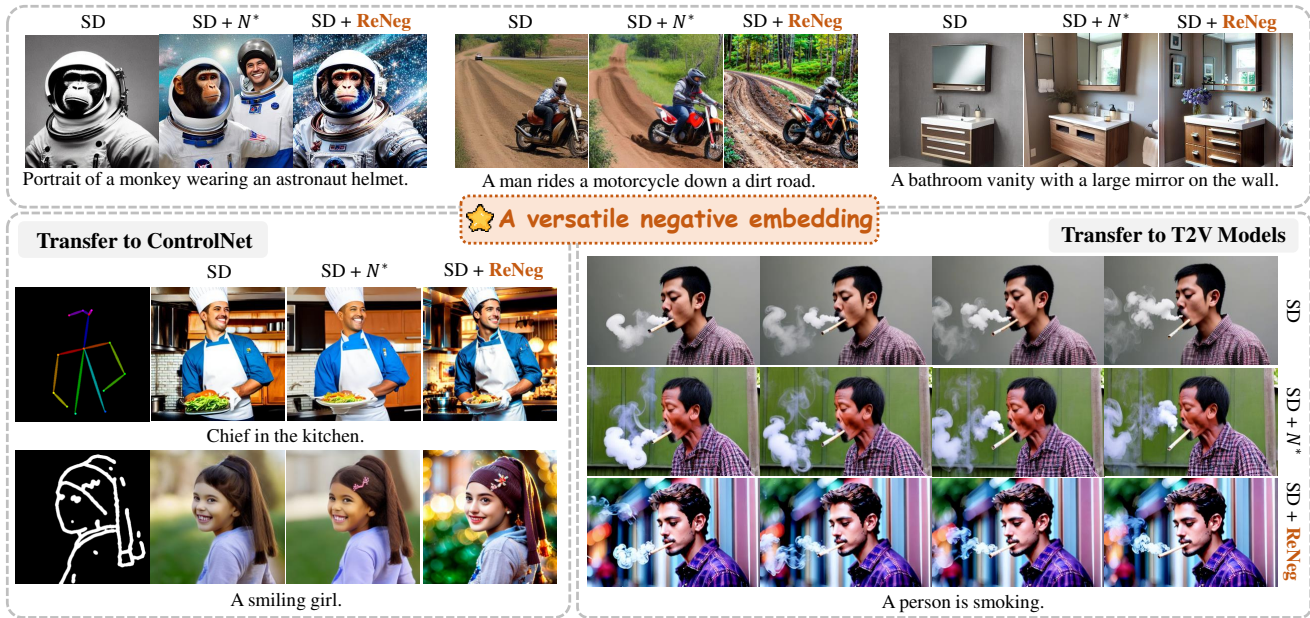 SD SD + N* SD + ReNeg SD SD + N* SD + ReNeg SD SD + N* SD + ReNeg
Portrait of a monkey wearing an astronaut helmet. A man rides a motorcycle down a dirt road. A bathroom vanity with a large mirror on the wall.
A versatile negative embedding
Transfer to ControlNet
SD SD + N* SD + ReNeg
Chief in the kitchen.
A smiling girl.
Transfer to T2V Models
SD
SD + N*
SD + ReNeg
A person is smoking.